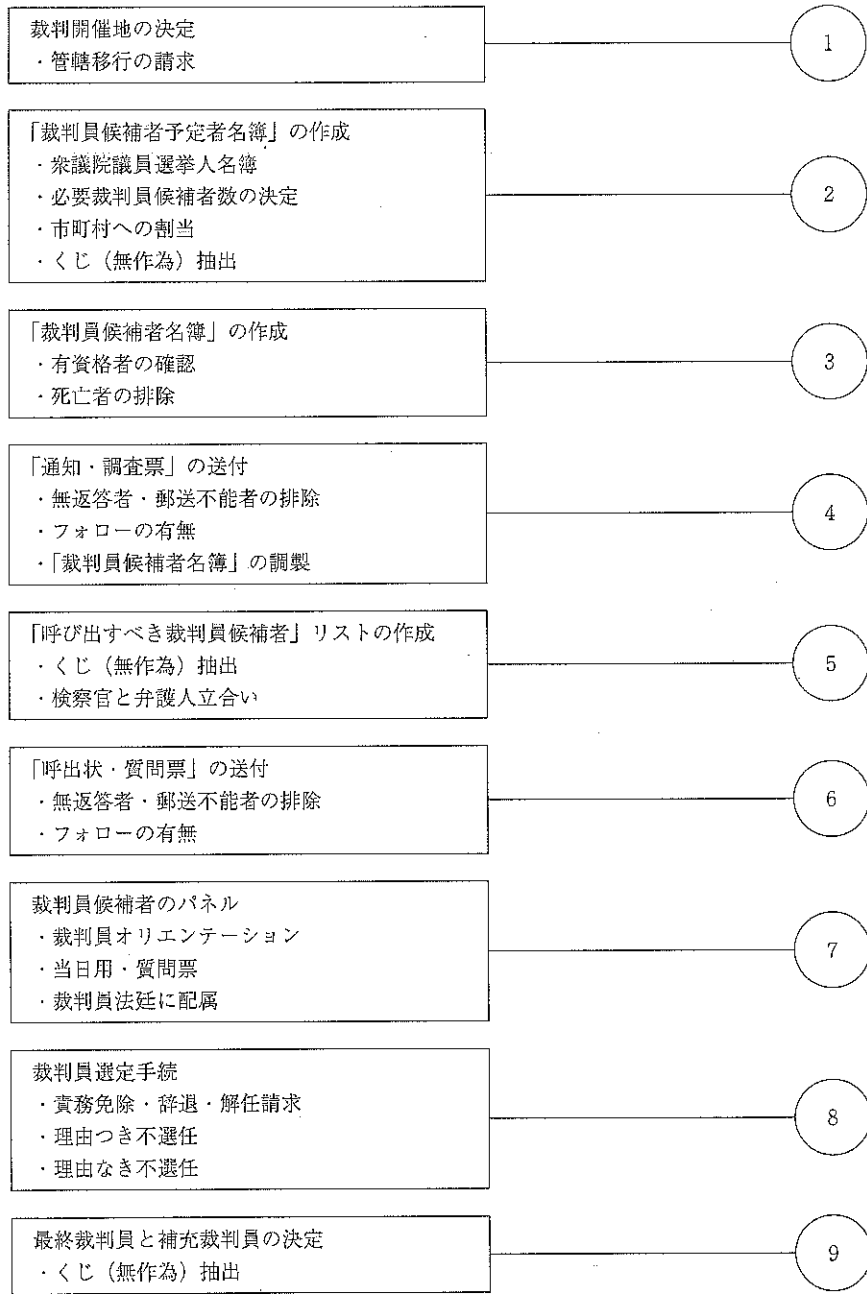 裁判開催地の決定
・管轄移行の請求
1
「裁判員候補者予定者名簿」の作成
・衆議院議員選挙人名簿
・必要裁判員候補者数の決定
・市町村への割当
・くじ（無作為）抽出
2
「裁判員候補者名簿」の作成
・有資格者の確認
・死亡者の排除
3
「通知・調査票」の送付
・無返答者・郵送不能者の排除
・フォローの有無
・「裁判員候補者名簿」の調製
4
「呼び出すべき裁判員候補者」リストの作成
・くじ（無作為）抽出
・検察官と弁護人立合い
5
「呼出状・質問票」の送付
・無返答者・郵送不能者の排除
・フォローの有無
6
裁判員候補者のパネル
・裁判員オリエンテーション
・当日用・質問票
・裁判員法廷に配属
7
裁判員選定手続
・責務免除・辞退・解任請求
・理由つき不選任
・理由なき不選任
8
最終裁判員と補充裁判員の決定
・くじ（無作為）抽出
9